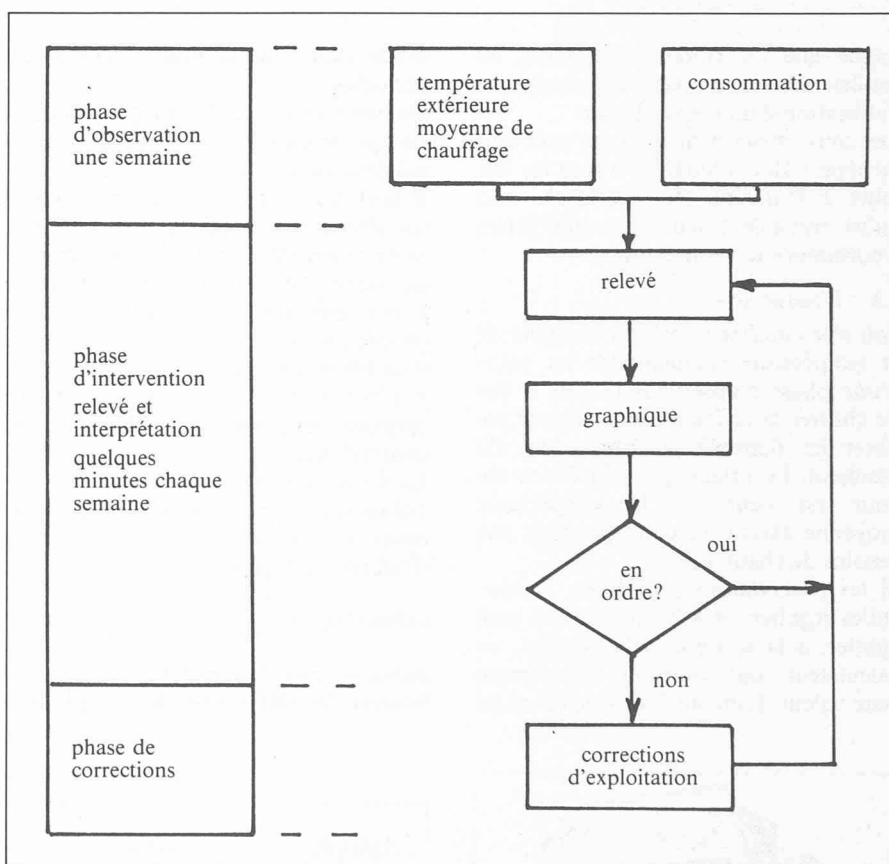 phase
d'observation
une semaine
phase
d'intervention
relevé et
interprétation
quelques
minutes chaque
semaine
phase de
corrections
température
extérieure
moyenne de
chauffage
consommation
relevé
graphique
en
ordre?
oui
non
corrections
d'exploitation